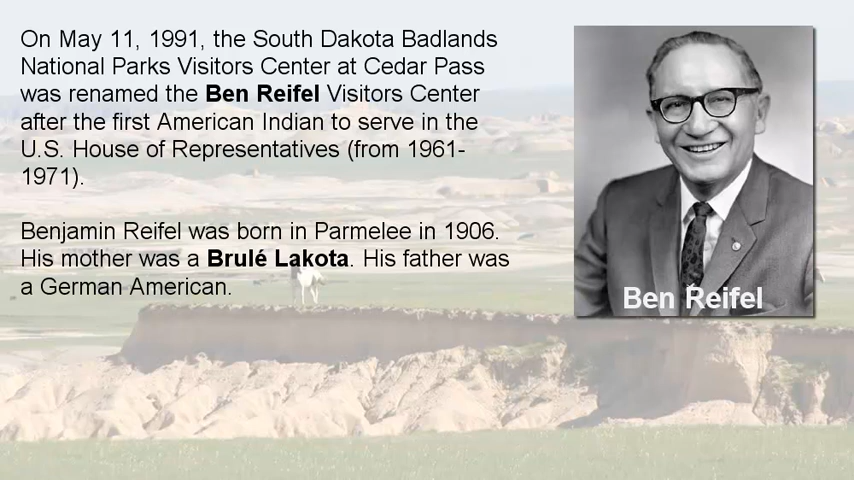 On May 11, 1991, the South Dakota Badlands
National Parks Visitors Center at Cedar Pass
was renamed the Ben Reifel Visitors Center
after the first American Indian to serve in the
U.S. House of Representatives (from 1961-
1971).
Benjamin Reifel was born in Parmelee in 1906.
His mother was a Brulé Lakota. His father was
a German American.
Ben Reifel